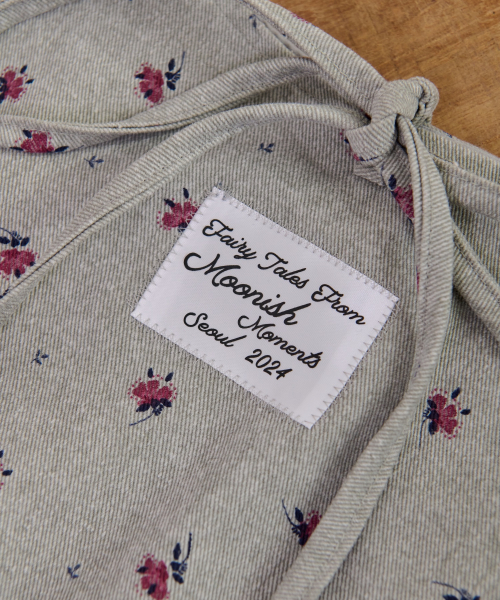 Fairy Tales From
Moonish
Moments
Seoul 2024